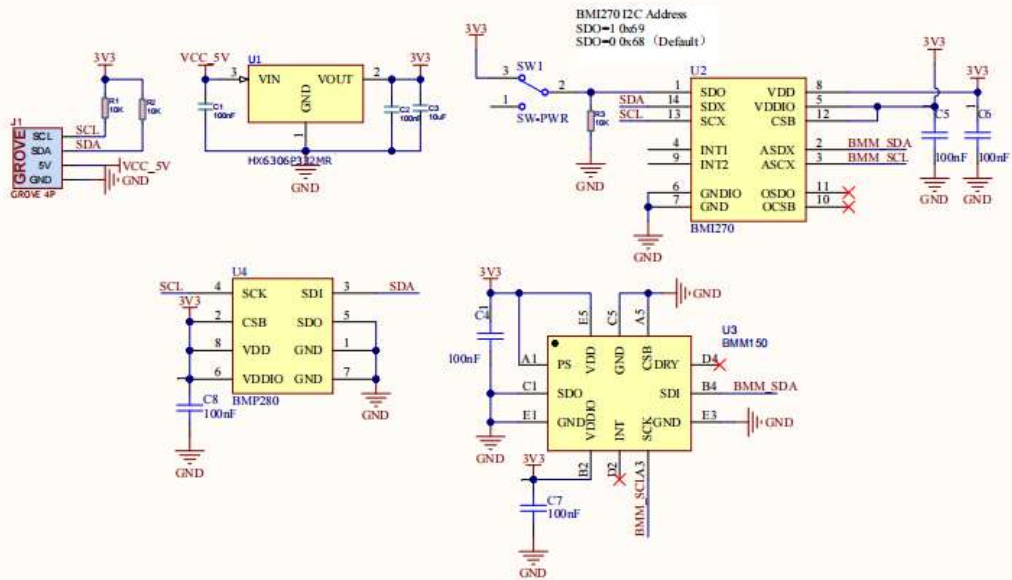 BMI270 I2C Address
SDO=1 0x69
SDO=0 0x68 (Default)
3V3
R1
10K
R2
10K
J1
GROVE
SCL
SDA
5V
GND
SCL
SDA
VCC_5V
GND
GROVE 4P
VCC_5V
U1
3V3
3
VIN
VOUT
2
GND
1
C1
100nF
C2
100nF
C3
10uF
HX6306P332MR
GND
3V3
SW1
3
2
1
SW-PWR
R3
10K
GND
SDA
SCL
U2
1
SDO
VDD
8
14
SDX
VDDIO
5
13
SCX
CSB
12
4
INT1
ASDX
2
BMM_SDA
9
INT2
ASCX
3
BMM_SCL
6
GNDIO
OSDO
11
7
GND
OCSB
10
BMI270
GND
3V3
3V3
C5
100nF
C6
100nF
GND
GND
U4
SCL
4
SCK
SDI
3
SDA
3V3
2
CSB
SDO
5
8
VDD
GND
1
6
VDDIO
GND
7
BMP280
C8
100nF
GND
GND
3V3
C4
1
100nF
GND
E5
C5
A5
GND
U3
BMM150
VDD
GND
CSB
A1
PS
DRY
D4
C1
SDO
SDI
B4
BMM_SDA
E1
GND
GND
E3
GND
VDDIO
INT
SCK
B2
D2
A3
BMM_SCL
3V3
C7
100nF
GND